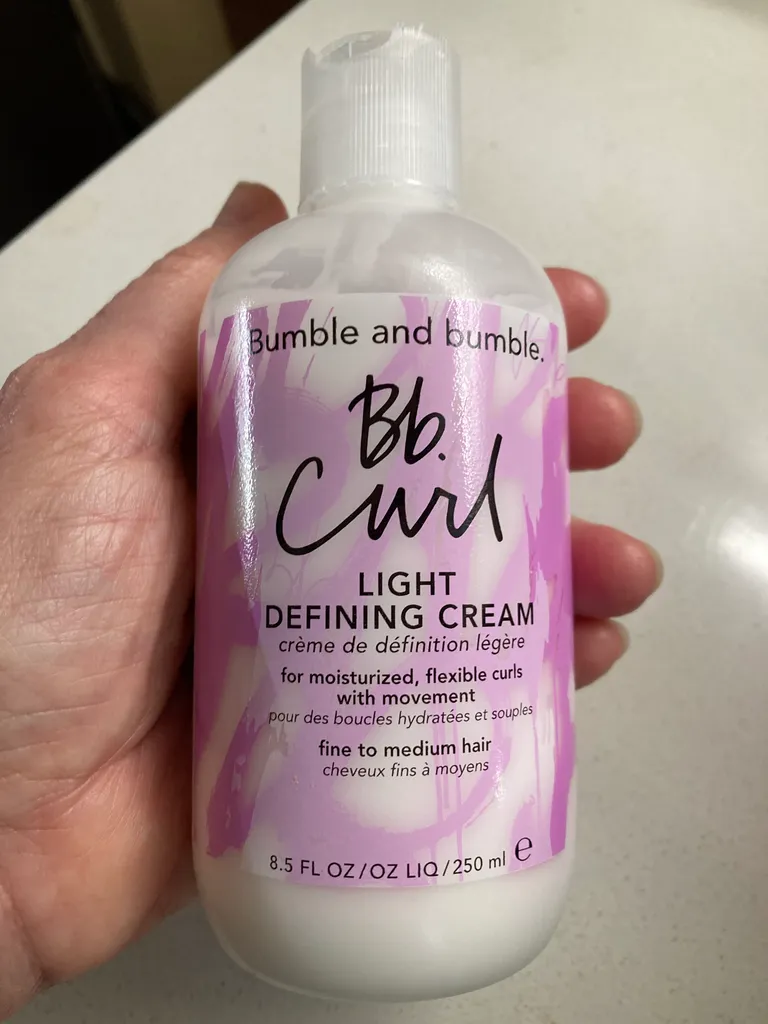 Bumble and bumble.
Bb.
Curl
LIGHT
DEFINING CREAM
crème de définition légère
for moisturized, flexible curls
with movement
pour des boucles hydratées et souples
fine to medium hair
cheveux fins à moyens
8.5 FL OZ/OZ LIQ/250 ml e